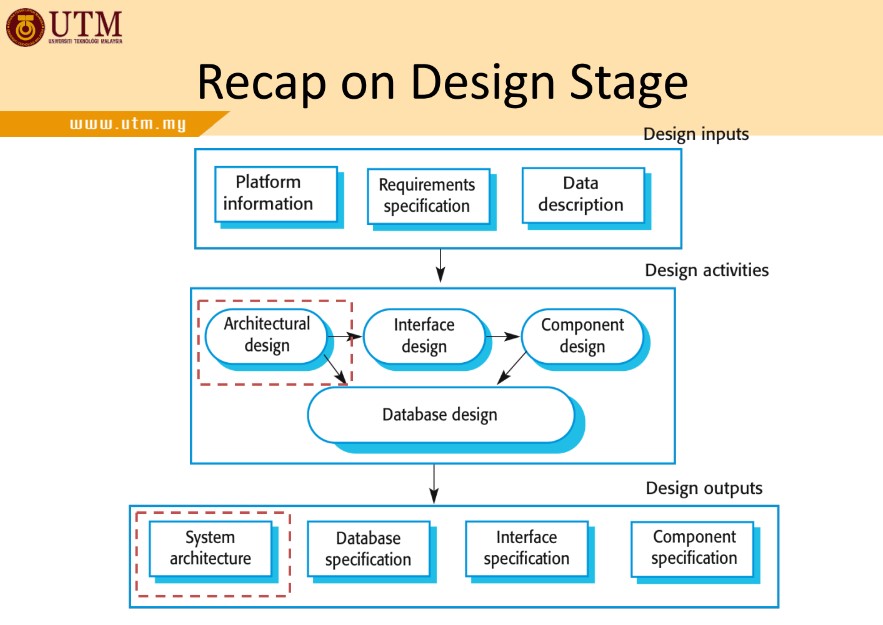 UTM
UNIVERSITI TEKNOLOGI MALAYSIA
Recap on Design Stage
www.utm.my
Design inputs
Platform
information
Requirements
specification
Data
description
Design activities
Architectural
design
Interface
design
Component
design
Database design
Design outputs
System
architecture
Database
specification
Interface
specification
Component
specification